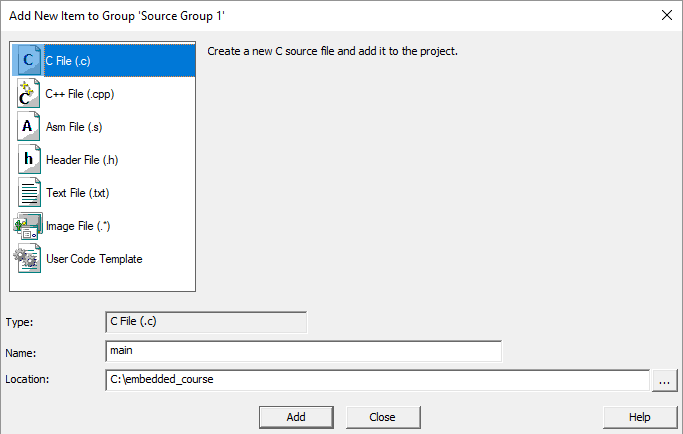 Add New Item to Group 'Source Group 1'
Create a new C source file and add it to the project.
C C File (.c)
C C++ File (.cpp)
A Asm File (.s)
h Header File (.h)
Text File (.txt)
Image File (.*)
User Code Template
Type: C File (.c)
Name: main
Location: C:\embedded_course ...
Add Close Help